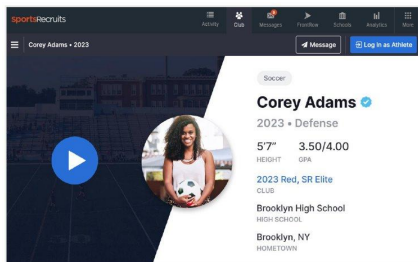 sportsRecruits
Activity
Club
Messages
Frontrow
Schools
Analytics
More
Corey Adams • 2023
Message
Log in as Athlete
Soccer
Corey Adams
2023 • Defense
5'7" 3.50/4.00
HEIGHT GPA
2023 Red, SR Elite
CLUB
Brooklyn High School
HIGH SCHOOL
Brooklyn, NY
HOMETOWN